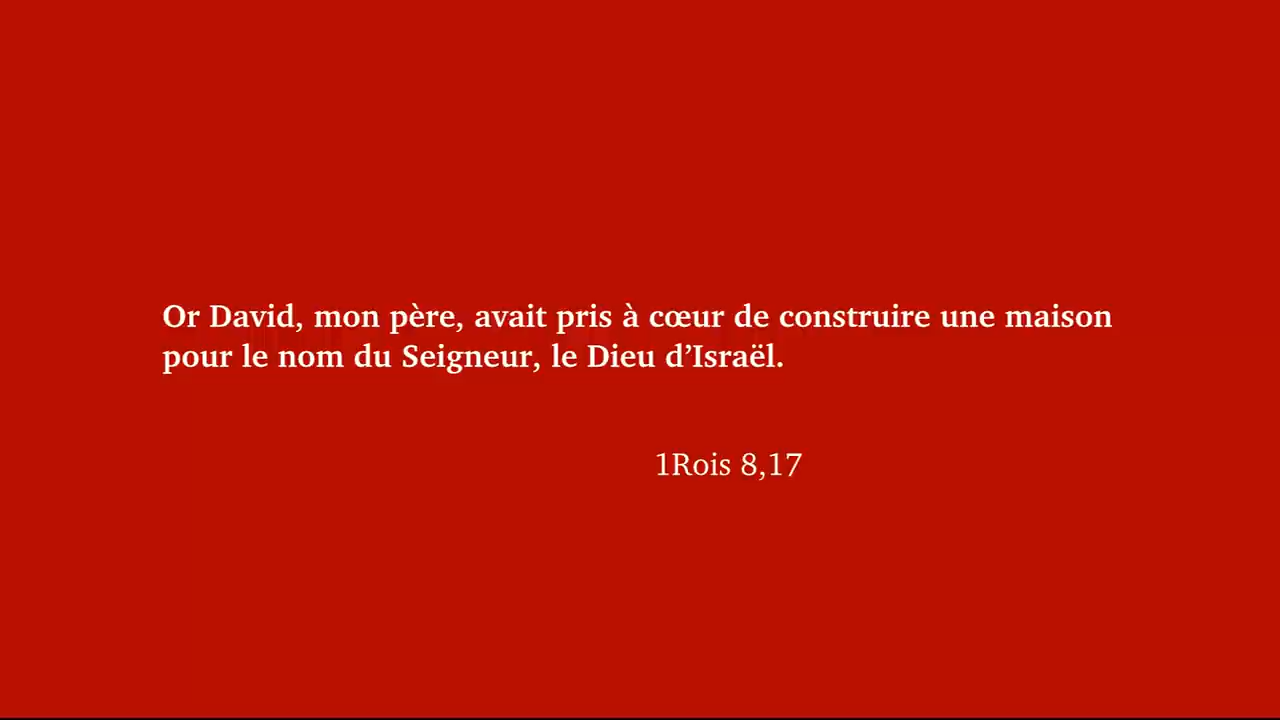 Or David, mon père, avait pris à cœur de construire une maison
pour le nom du Seigneur, le Dieu d’Israël.
1Rois 8,17